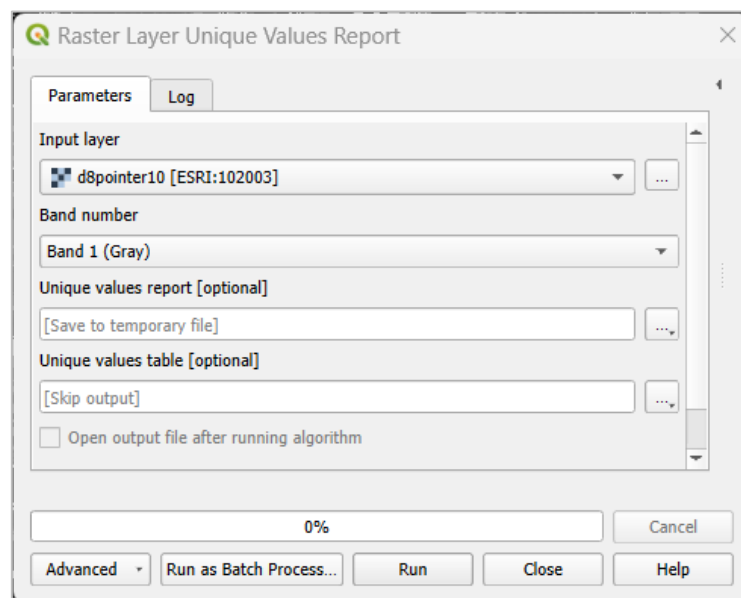 Raster Layer Unique Values Report
Parameters
Log
Input layer
d8pointer10 [ESRI:102003]
...
Band number
Band 1 (Gray)
Unique values report [optional]
[Save to temporary file]
...
Unique values table [optional]
[Skip output]
...
Open output file after running algorithm
0%
Cancel
Advanced
Run as Batch Process...
Run
Close
Help